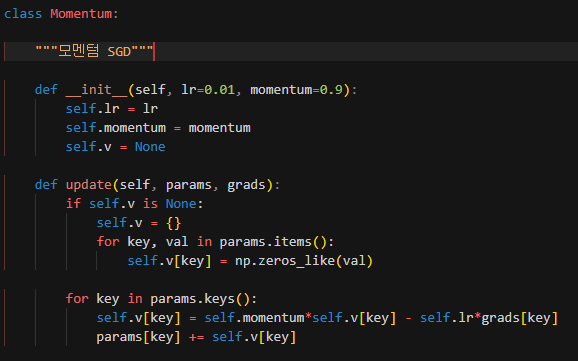 class Momentum:
"""모멘텀 SGD"""
def __init__(self, lr=0.01, momentum=0.9):
self.lr = lr
self.momentum = momentum
self.v = None
def update(self, params, grads):
if self.v is None:
self.v = {}
for key, val in params.items():
self.v[key] = np.zeros_like(val)
for key in params.keys():
self.v[key] = self.momentum*self.v[key] - self.lr*grads[key]
params[key] += self.v[key]